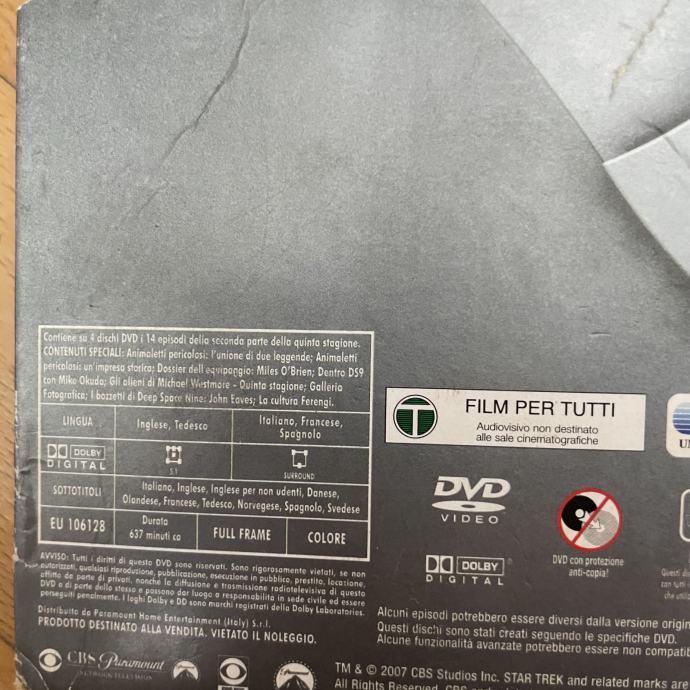 Contiene su 4 dischi DVD i 14 episodi della seconda parte della quinta stagione.
CONTENUTI SPECIALI: Animaletti pericolosi: l'unione di due leggende; Animaletti
pericolosi: un'impresa storica; Dossier dell'equipaggio: Miles O'Brien; Dentro DS9
con Mike Okuda; Gli alieni di Michael Westmore - Quinta stagione; Galleria
Fotografica; I bozzetti di Deep Space Nine: John Eaves; La cultura Ferengi.
LINGUA
Inglese, Tedesco
Italiano, Francese,
Spagnolo
DOLBY
DIGITAL
5.1
SURROUND
SOTTOTITOLI
Italiano, Inglese, Inglese per non udenti, Danese,
Olandese, Francese, Tedesco, Norvegese, Spagnolo, Svedese
EU 106128
Durata
637 minuti ca
FULL FRAME
COLORE
AVVISO: Tutti i diritti di questo DVD sono riservati. Sono rigorosamente vietati, se non
autorizzati, qualsiasi riproduzione, pubblicazione, esecuzione in pubblico, prestito, locazione,
affitto da parte di privati, nonché la diffusione e trasmissione radiotelevisiva di questo
DVD o di parte dello stesso e possono dar luogo a responsabilità in sede civile ed essere
perseguiti penalmente. I loghi Dolby e DD sono marchi registrati della Dolby Laboratories.
Distribuito da Paramount Home Entertainment (Italy) S.r.l.
PRODOTTO DESTINATO ALLA VENDITA. VIETATO IL NOLEGGIO.
CBS Paramount
NETWORK TELEVISION
CBS
T
FILM PER TUTTI
Audiovisivo non destinato
alle sale cinematografiche
DVD
VIDEO
DVD con protezione
anti-copia!
DOLBY
DIGITAL
Alcuni episodi potrebbero essere diversi dalla versione origin
Questi dischi sono stati creati seguendo le specifiche DVD.
Alcune funzionalità avanzate potrebbero essere non compatib
TM & © 2007 CBS Studios Inc. STAR TREK and related marks are
All Rights Reserved. CBS